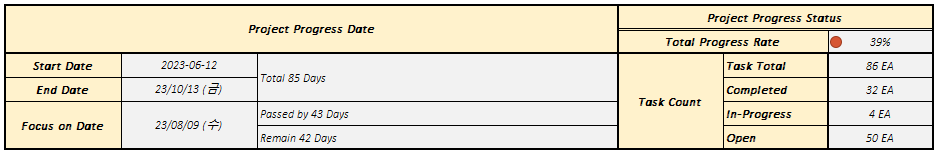 Project Progress Date
Project Progress Status
Total Progress Rate 39%
Start Date 2023-06-12 Total 85 Days
End Date 23/10/13 (금)
Focus on Date 23/08/09 (수) Passed by 43 Days
Remain 42 Days
Task Count
Task Total 86 EA
Completed 32 EA
In-Progress 4 EA
Open 50 EA